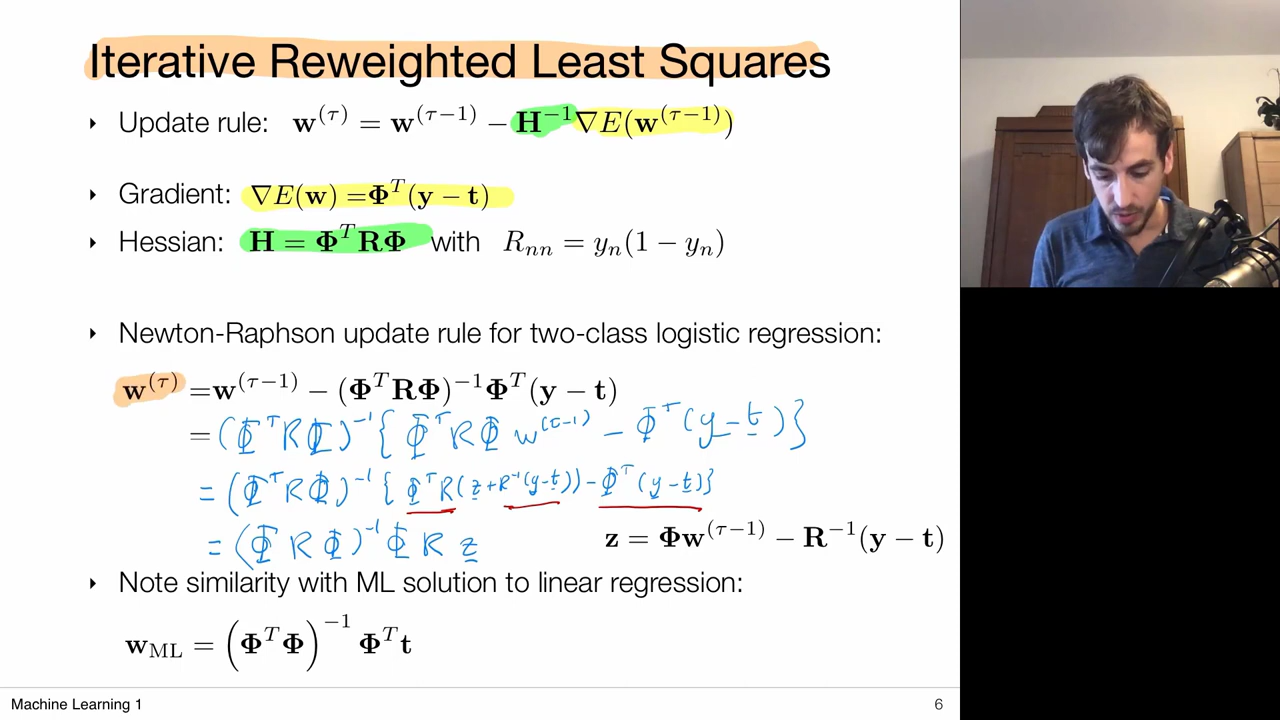 Iterative Reweighted Least Squares
‣ Update rule: w^(τ) = w^(τ−1) − H^−1 ∇E(w^(τ−1))
‣ Gradient: ∇E(w) =Φ^T(y − t)
‣ Hessian: H = Φ^T RΦ with R_nn = y_n(1 − y_n)
‣ Newton-Raphson update rule for two-class logistic regression:
w^(τ) =w^(τ−1) − (Φ^T RΦ)^−1 Φ^T(y − t)
= (Φ^T R Φ)^−1 { Φ^T R Φ w^(τ−1) − Φ^T (y − t) }
= (Φ^T R Φ)^−1 { Φ^T R (z + R^−1(y − t)) − Φ^T (y − t) }
= (Φ^T R Φ)^−1 Φ R z
z = Φw^(τ−1) − R^−1(y − t)
‣ Note similarity with ML solution to linear regression:
w_ML = (Φ^T Φ)^−1 Φ^T t
Machine Learning 1
6